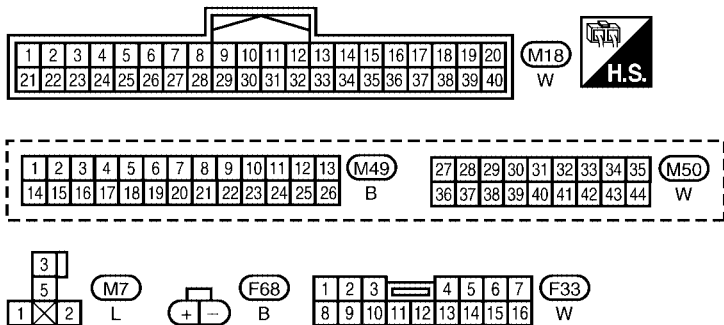 1 2 3 4 5 6 7 8 9 10 11 12 13 14 15 16 17 18 19 20 M18
21 22 23 24 25 26 27 28 29 30 31 32 33 34 35 36 37 38 39 40 W
H.S.
1 2 3 4 5 6 7 8 9 10 11 12 13 M49
14 15 16 17 18 19 20 21 22 23 24 25 26 B
27 28 29 30 31 32 33 34 35 M50
36 37 38 39 40 41 42 43 44 W
3
5 M7
1 2 L
F68
+ - B
1 2 3 4 5 6 7 F33
8 9 10 11 12 13 14 15 16 W